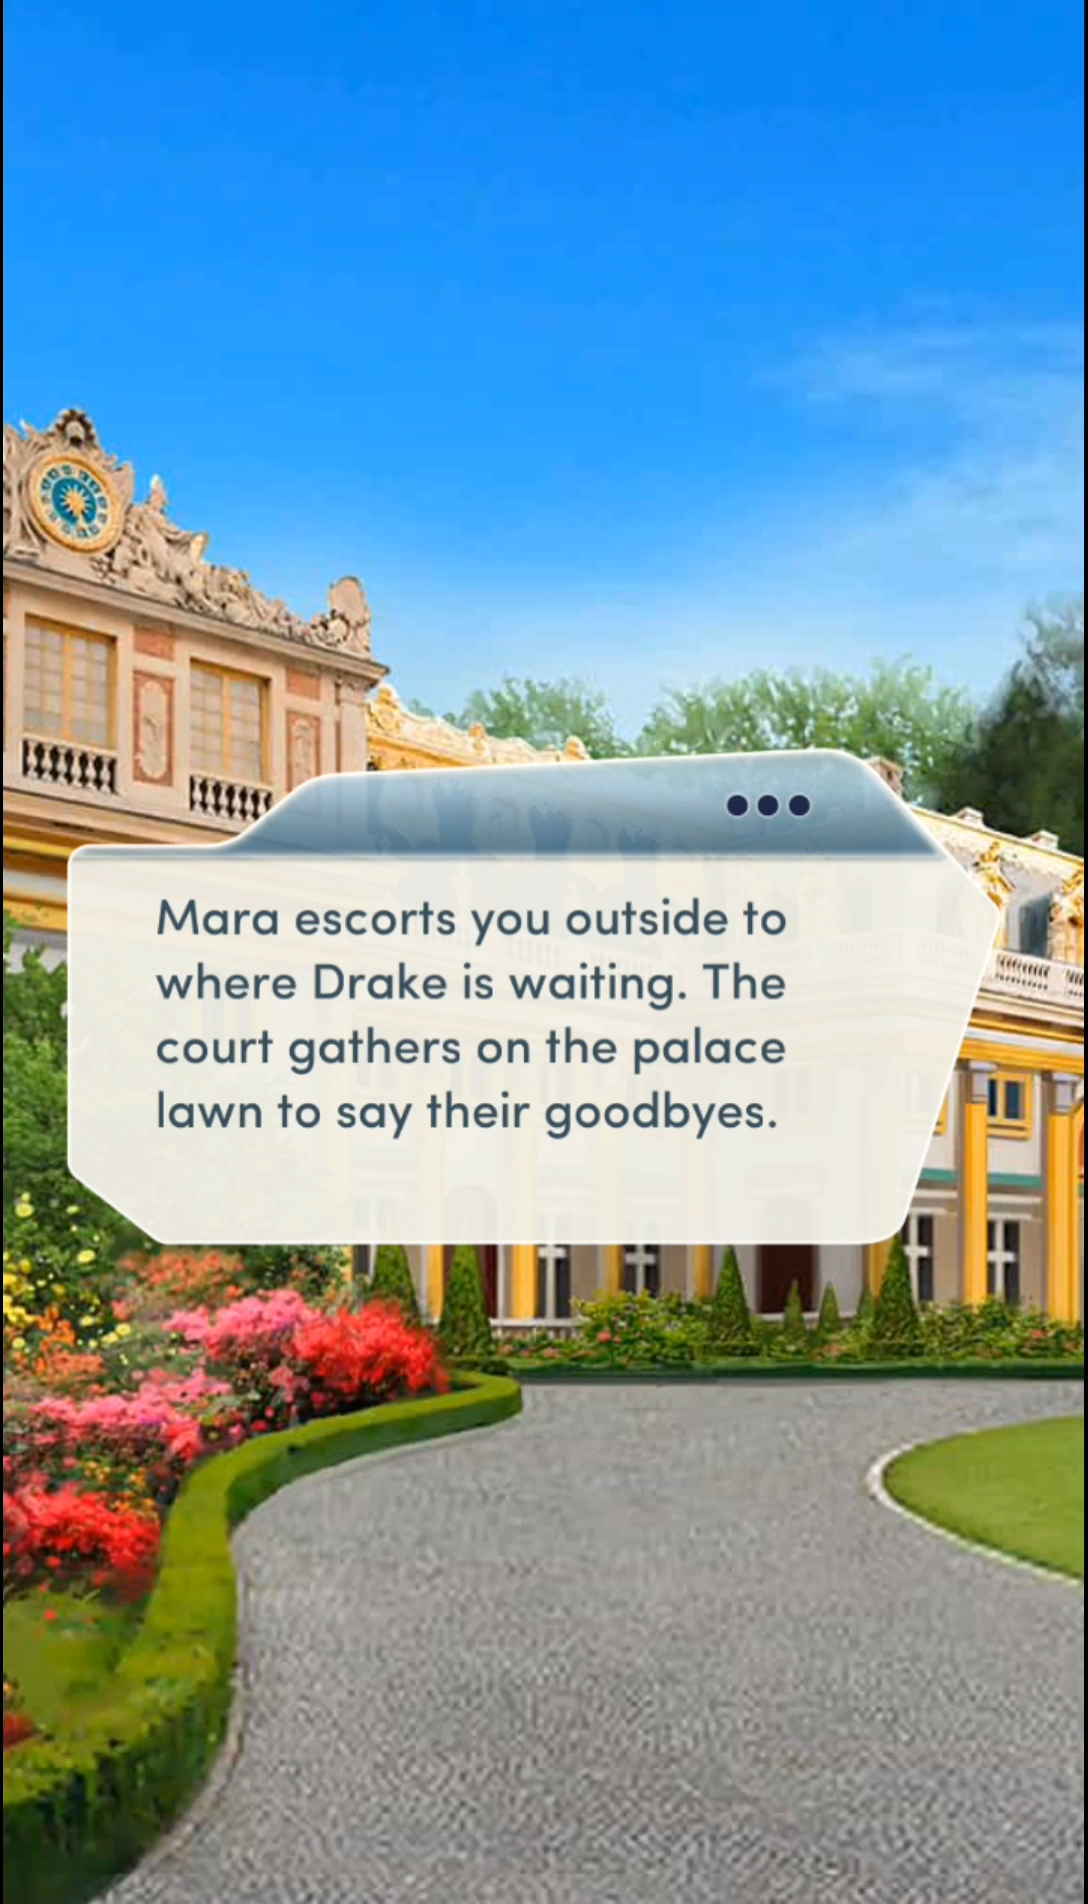 Mara escorts you outside to
where Drake is waiting. The
court gathers on the palace
lawn to say their goodbyes.